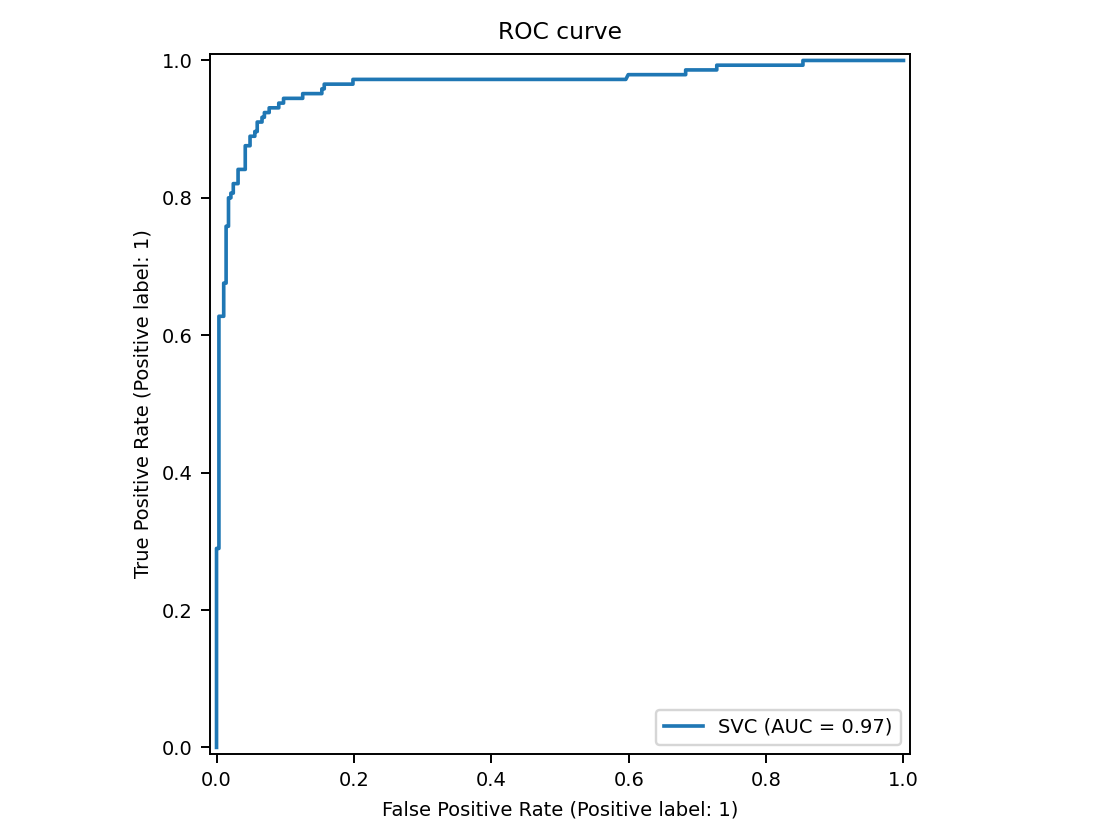 ROC curve
True Positive Rate (Positive label: 1)
1.0
0.8
0.6
0.4
0.2
0.0
SVC (AUC = 0.97)
0.0 0.2 0.4 0.6 0.8 1.0
False Positive Rate (Positive label: 1)